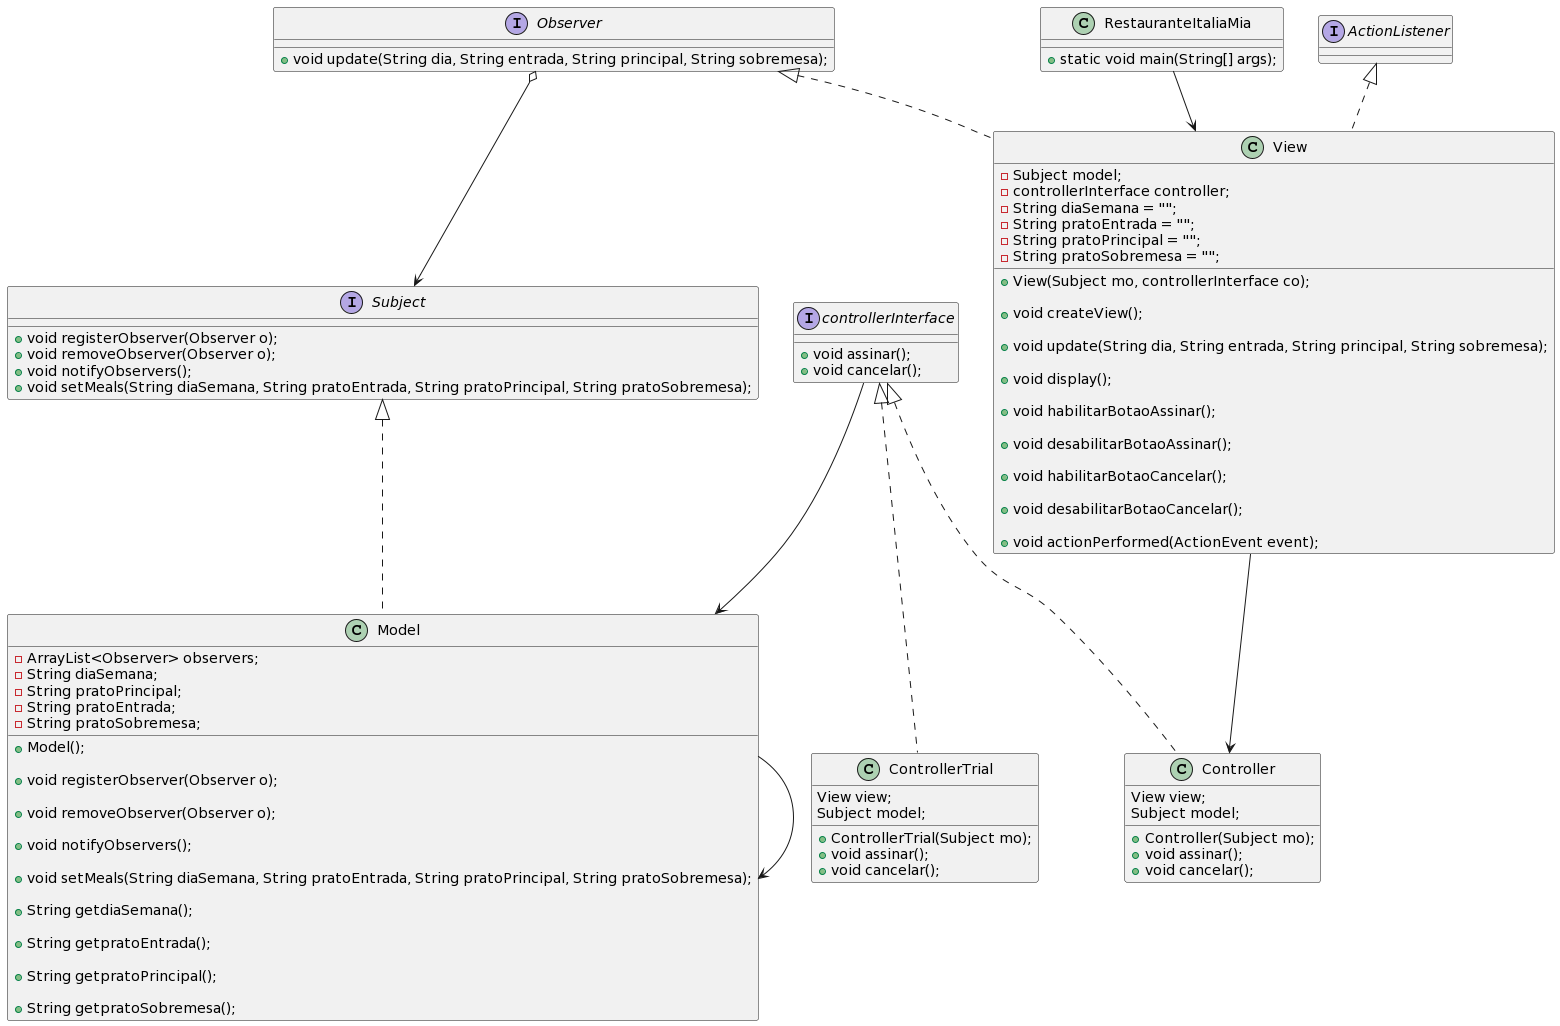 I Observer
void update(String dia, String entrada, String principal, String sobremesa);
C RestauranteItaliaMia
static void main(String[] args);
I ActionListener
C View
Subject model;
controllerInterface controller;
String diaSemana = "";
String pratoEntrada = "";
String pratoPrincipal = "";
String pratoSobremesa = "";
View(Subject mo, controllerInterface co);
void createView();
void update(String dia, String entrada, String principal, String sobremesa);
void display();
void habilitarBotaoAssinar();
void desabilitarBotaoAssinar();
void habilitarBotaoCancelar();
void desabilitarBotaoCancelar();
void actionPerformed(ActionEvent event);
I Subject
void registerObserver(Observer o);
void removeObserver(Observer o);
void notifyObservers();
void setMeals(String diaSemana, String pratoEntrada, String pratoPrincipal, String pratoSobremesa);
I controllerInterface
void assinar();
void cancelar();
C Model
ArrayList<Observer> observers;
String diaSemana;
String pratoPrincipal;
String pratoEntrada;
String pratoSobremesa;
Model();
void registerObserver(Observer o);
void removeObserver(Observer o);
void notifyObservers();
void setMeals(String diaSemana, String pratoEntrada, String pratoPrincipal, String pratoSobremesa);
String getdiaSemana();
String getpratoEntrada();
String getpratoPrincipal();
String getpratoSobremesa();
C ControllerTrial
View view;
Subject model;
ControllerTrial(Subject mo);
void assinar();
void cancelar();
C Controller
View view;
Subject model;
Controller(Subject mo);
void assinar();
void cancelar();